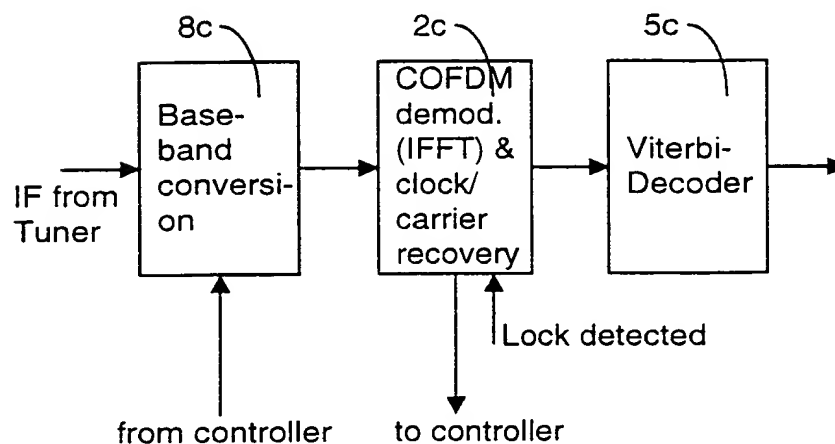 8c
2c
5c
Base-
band
conversi-
on
COFDM
demod.
(IFFT) &
clock/
carrier
recovery
Viterbi-
Decoder
IF from
Tuner
Lock detected
from controller
to controller